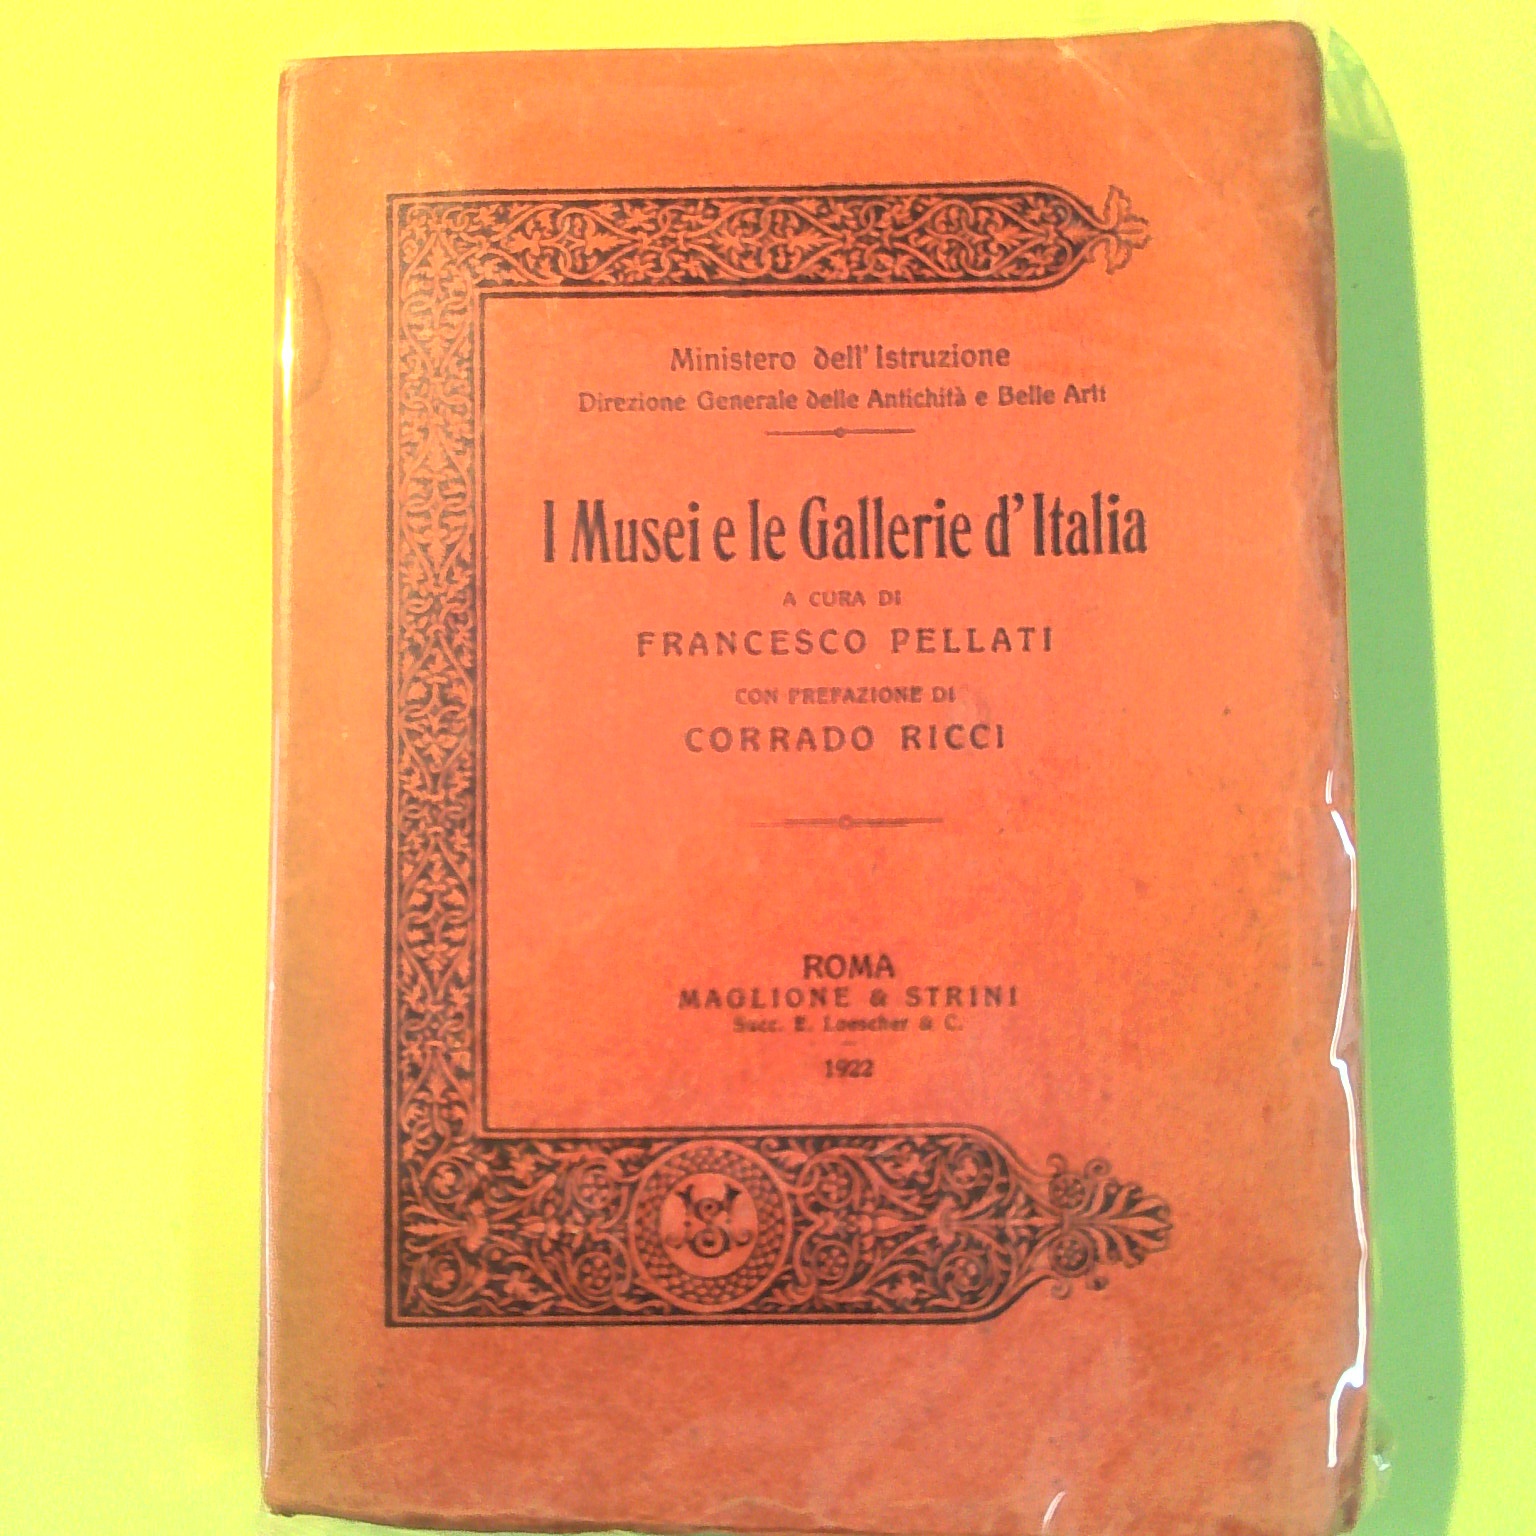 Ministero dell' Istruzione
Direzione Generale delle Antichità e Belle Arti
I Musei e le Gallerie d'Italia
A CURA DI
FRANCESCO PELLATI
CON PREFAZIONE DI
CORRADO RICCI
ROMA
MAGLIONE & STRINI
Succ. E. Loescher & C.
1922